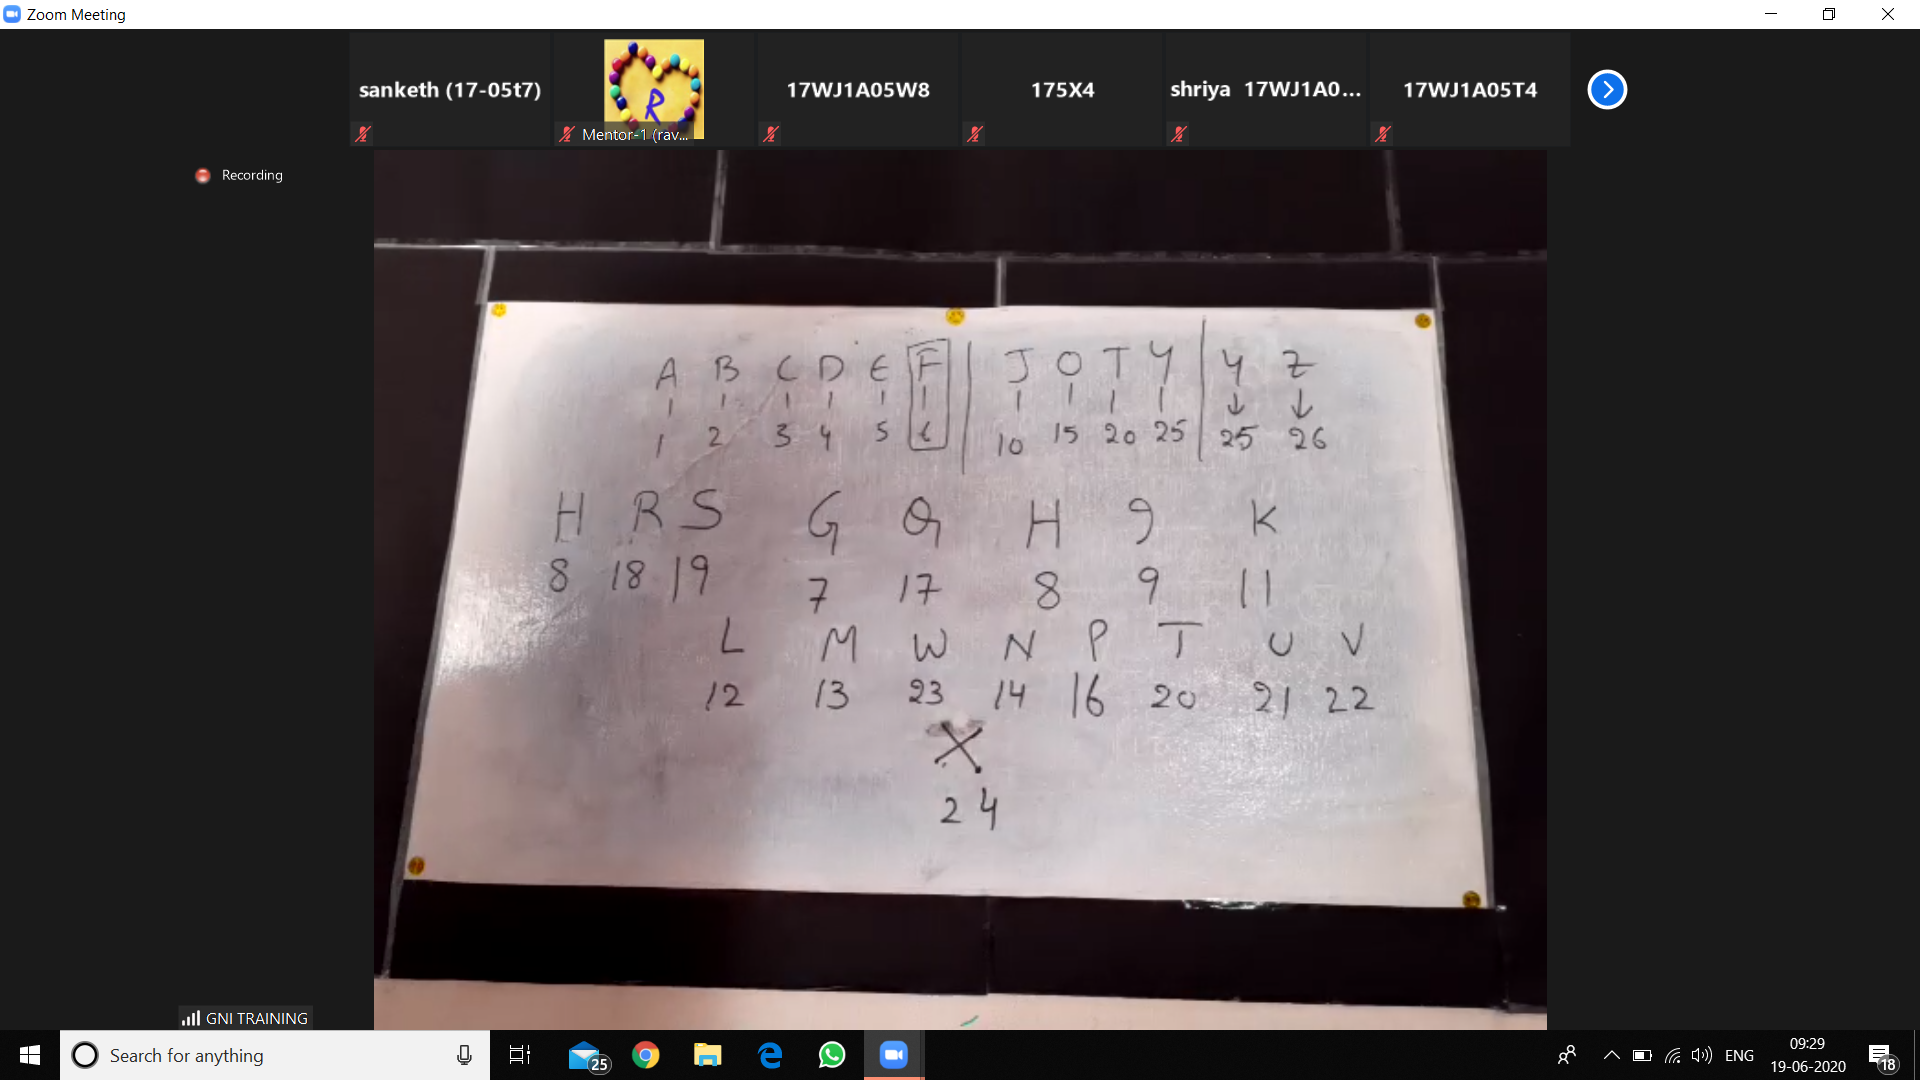 Zoom Meeting
sanketh (17-05t7)
Mentor-1 (rav...
17WJ1A05W8
175X4
shriya 17WJ1A0...
17WJ1A05T4
R
Recording
A B C D E F J O T Y Y Z
1 2 3 4 5 6 10 15 20 25 25 26
H R S G Q H 9 K
8 18 19 7 17 8 9 11
L M W N P T U V
12 13 23 14 16 20 21 22
X
24
GNI TRAINING
Search for anything
25
ENG
09:29
19-06-2020
18